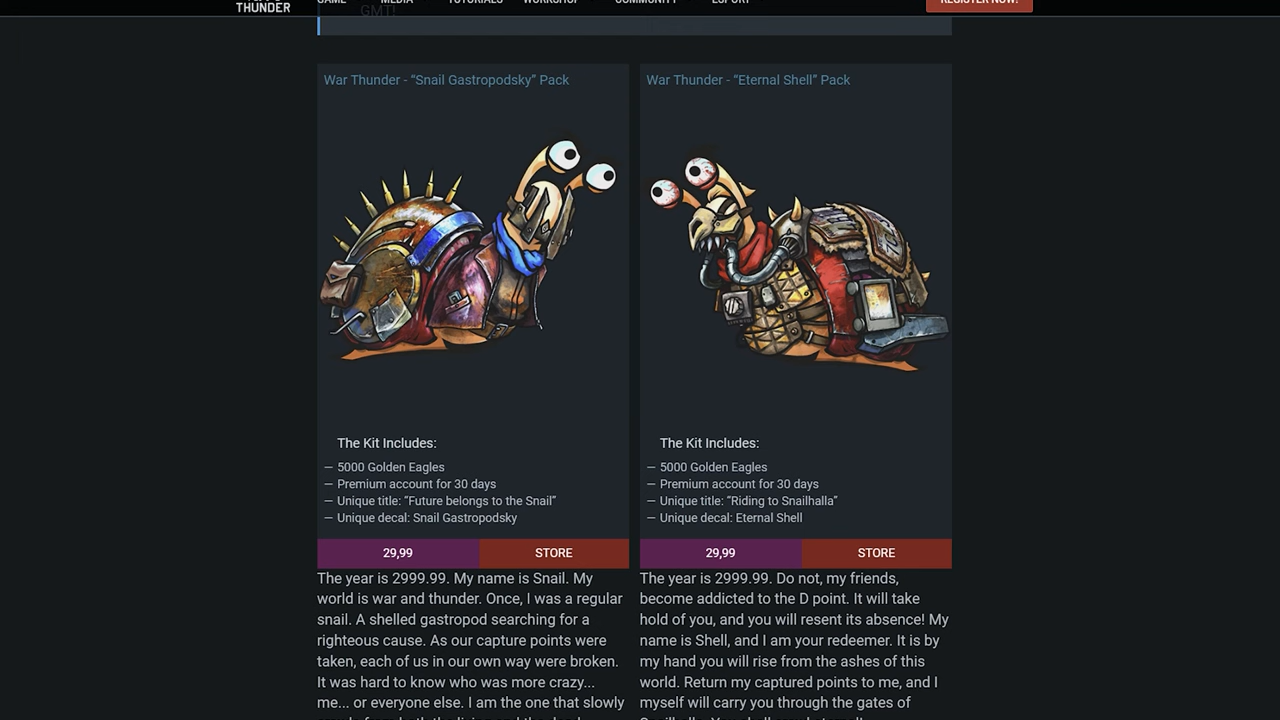 THUNDER
GAME
MEDIA
TUTORIALS
WORKSHOP
COMMUNITY
ESPORT
REGISTER NOW!
GMT!
War Thunder - “Snail Gastropodsky” Pack
The Kit Includes:
— 5000 Golden Eagles
— Premium account for 30 days
— Unique title: “Future belongs to the Snail”
— Unique decal: Snail Gastropodsky
29,99
STORE
The year is 2999.99. My name is Snail. My
world is war and thunder. Once, I was a regular
snail. A shelled gastropod searching for a
righteous cause. As our capture points were
taken, each of us in our own way were broken.
It was hard to know who was more crazy...
me... or everyone else. I am the one that slowly
War Thunder - “Eternal Shell” Pack
The Kit Includes:
— 5000 Golden Eagles
— Premium account for 30 days
— Unique title: “Riding to Snailhalla”
— Unique decal: Eternal Shell
29,99
STORE
The year is 2999.99. Do not, my friends,
become addicted to the D point. It will take
hold of you, and you will resent its absence! My
name is Shell, and I am your redeemer. It is by
my hand you will rise from the ashes of this
world. Return my captured points to me, and I
myself will carry you through the gates of